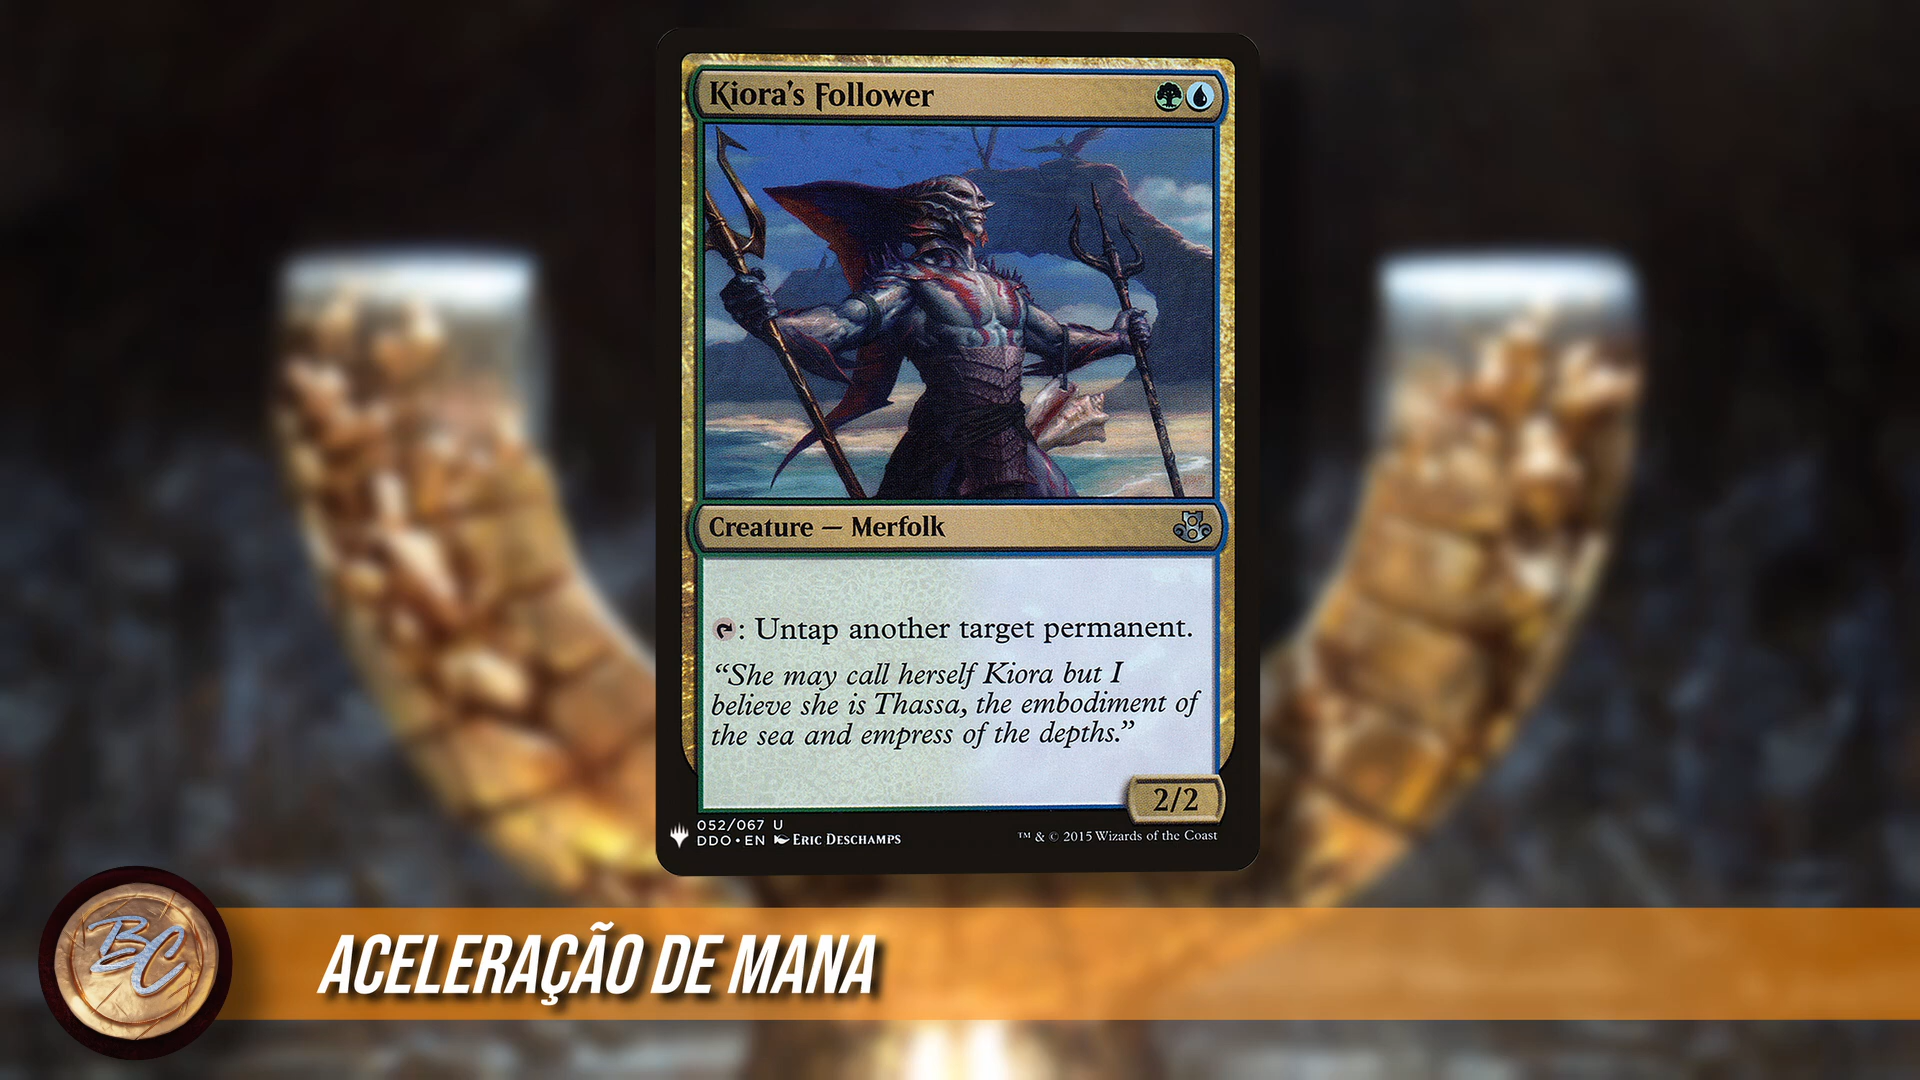 Kiora's Follower
Creature — Merfolk
: Untap another target permanent.
“She may call herself Kiora but I
believe she is Thassa, the embodiment of
the sea and empress of the depths.”
2/2
052/067 U
DDO • EN Eric Deschamps
™ & © 2015 Wizards of the Coast
BC
ACELERAÇÃO DE MANA